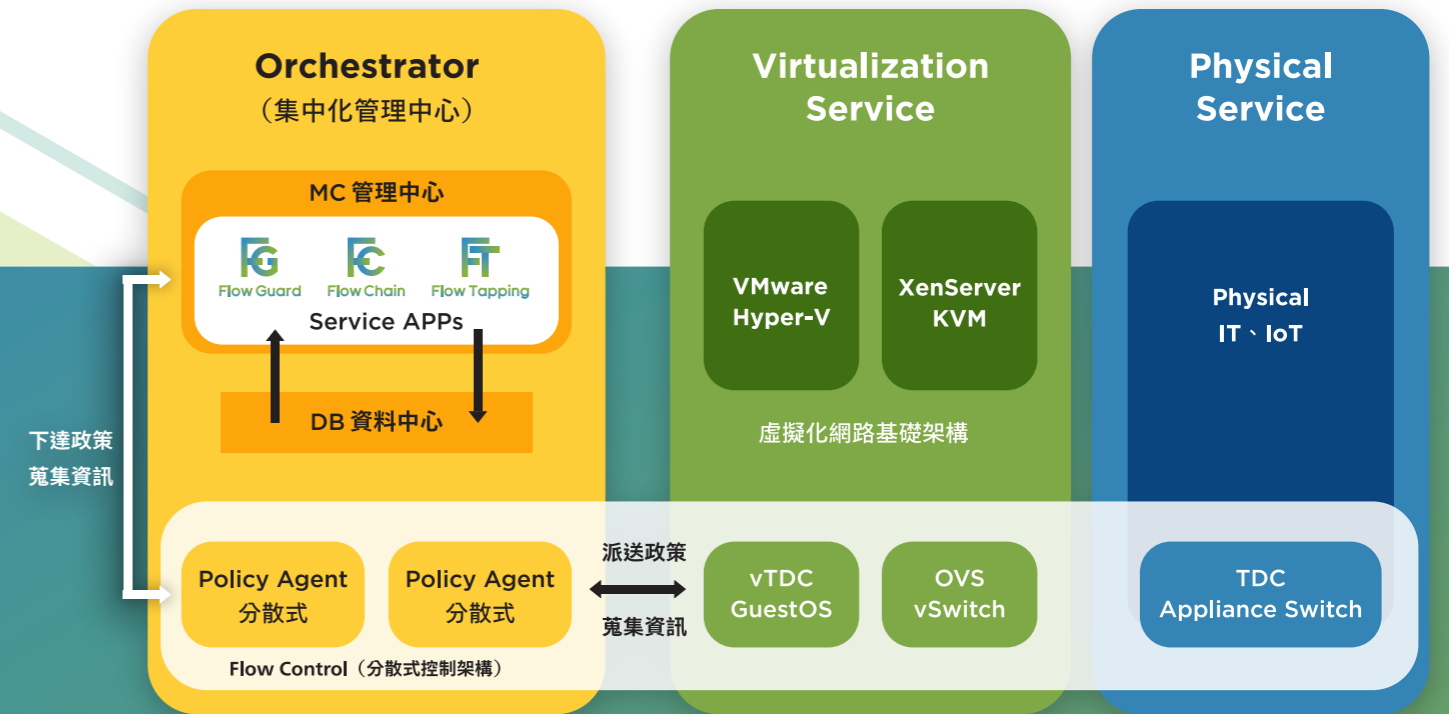 Orchestrator
（集中化管理中心）
MC 管理中心
FG
Flow Guard
FC
Flow Chain
FT
Flow Tapping
Service APPs
DB 資料中心
下達政策
蒐集資訊
Policy Agent
分散式
Policy Agent
分散式
Flow Control（分散式控制架構）
派送政策
蒐集資訊
Virtualization
Service
VMware
Hyper-V
XenServer
KVM
虛擬化網路基礎架構
vTDC
GuestOS
OVS
vSwitch
Physical
Service
Physical
IT、IoT
TDC
Appliance Switch